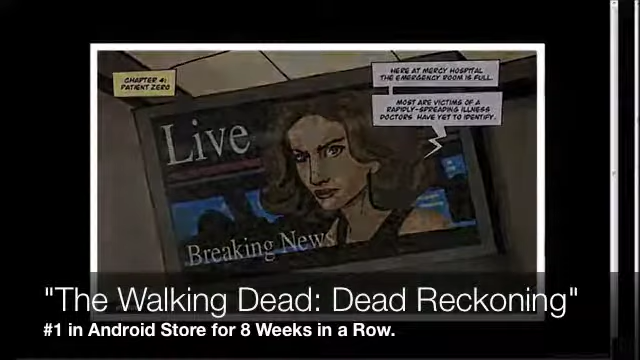 CHAPTER 4:
PATIENT ZERO
HERE AT MERCY HOSPITAL
THE EMERGENCY ROOM IS FULL.
MOST ARE VICTIMS OF A
RAPIDLY-SPREADING ILLNESS
DOCTORS HAVE YET TO IDENTIFY.
Live
Breaking News
"The Walking Dead: Dead Reckoning"
#1 in Android Store for 8 Weeks in a Row.